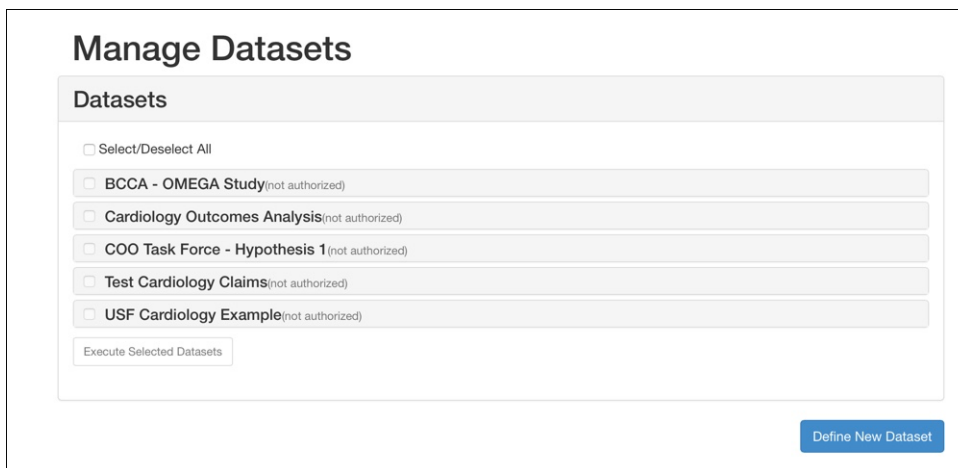 Manage Datasets
Datasets
Select/Deselect All
BCCA - OMEGA Study(not authorized)
Cardiology Outcomes Analysis(not authorized)
COO Task Force - Hypothesis 1(not authorized)
Test Cardiology Claims(not authorized)
USF Cardiology Example(not authorized)
Execute Selected Datasets
Define New Dataset